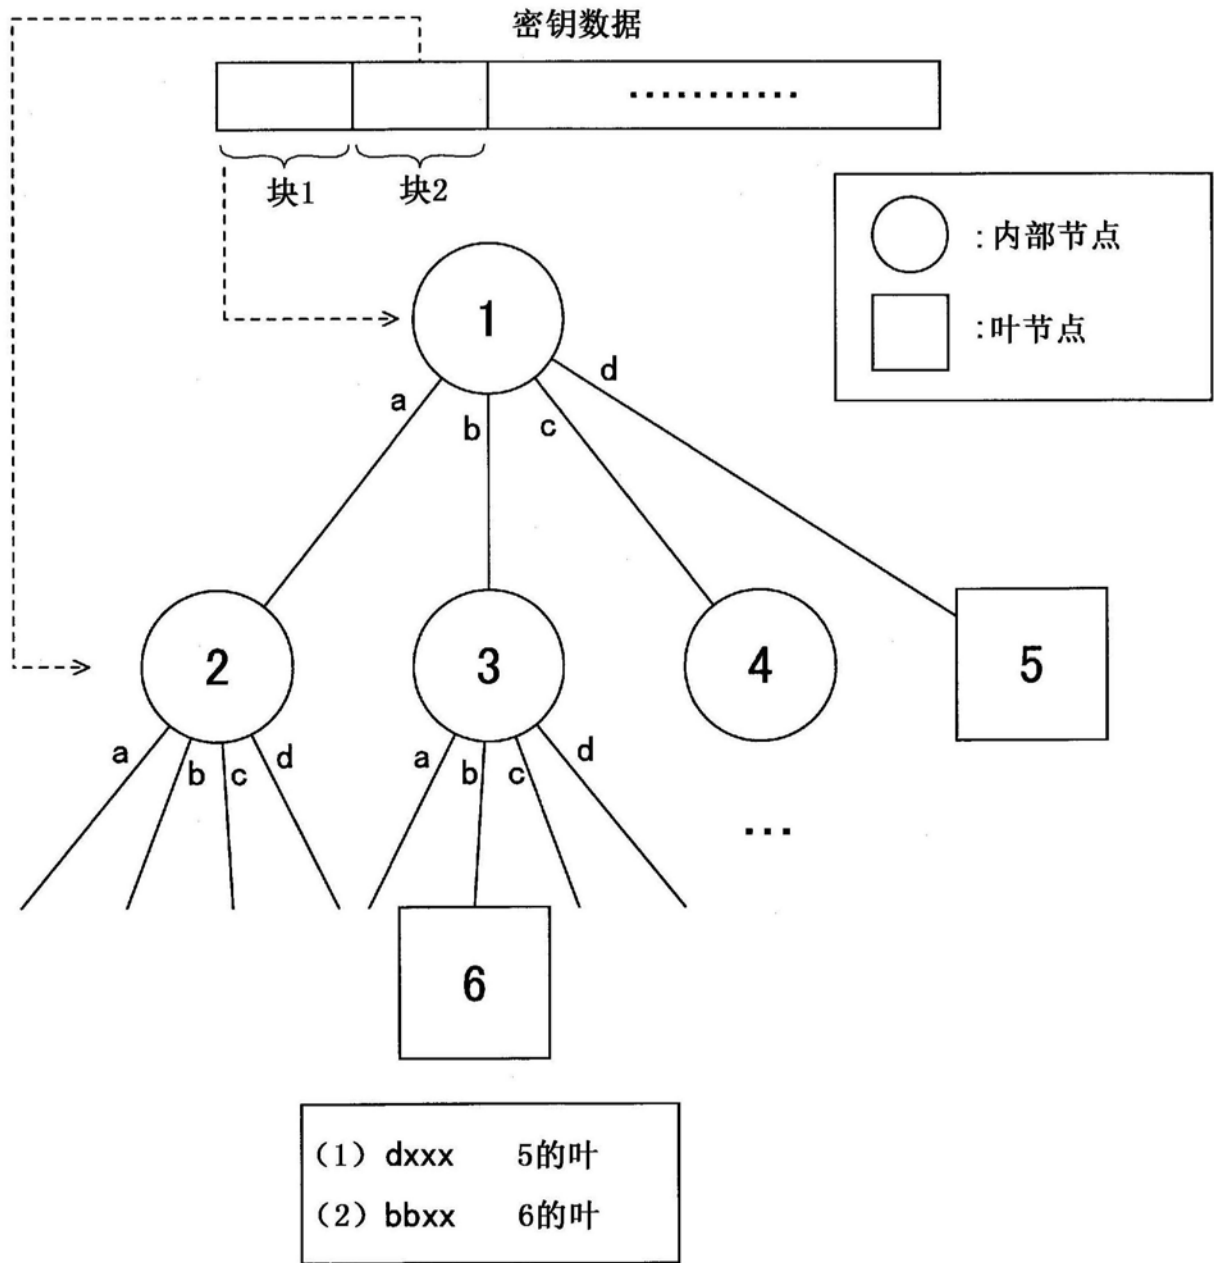 密钥数据
...........
块1 块2
:内部节点
:叶节点
1
a b c d
2 3 4 5
a b c d a b c d
...
6
(1) dxxx 5的叶
(2) bbxx 6的叶